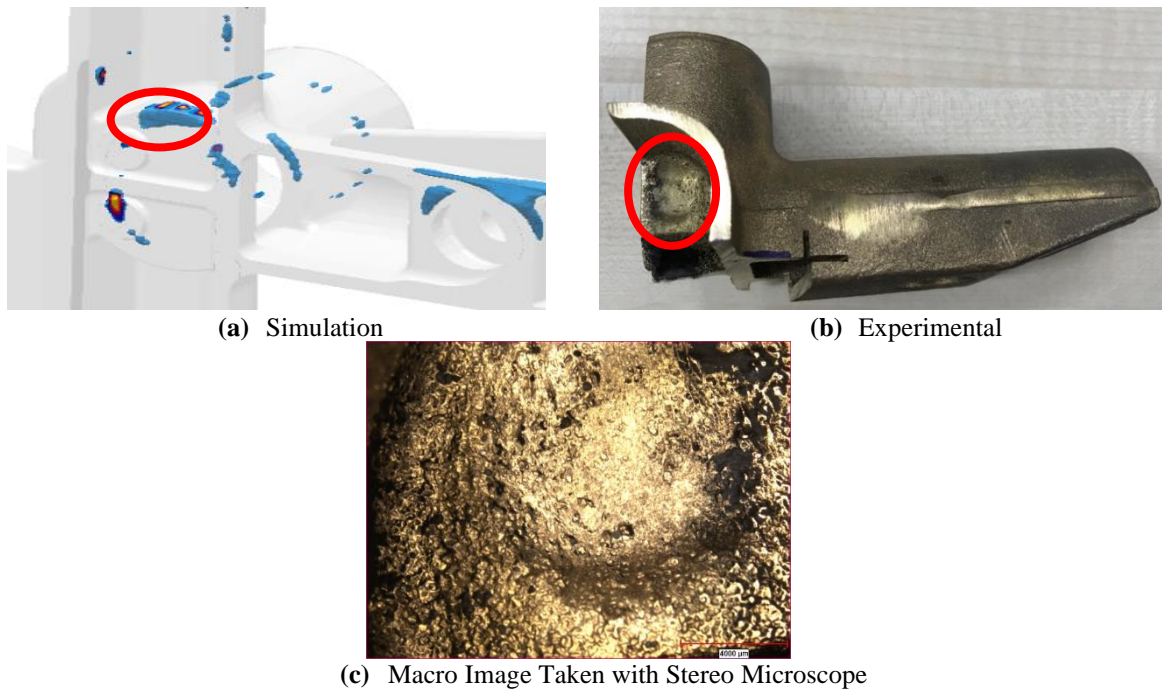 (a) Simulation
(b) Experimental
4000 µm
(c) Macro Image Taken with Stereo Microscope